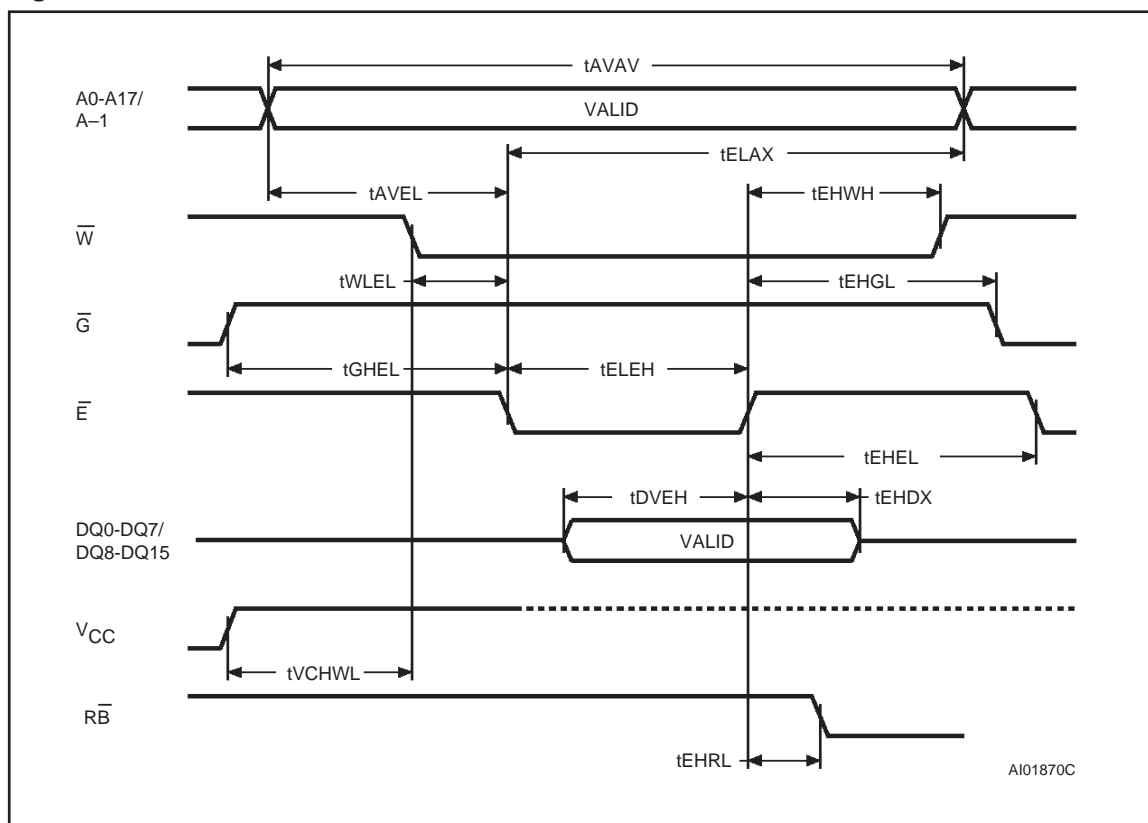 tAVAV
A0-A17/
A–1
VALID
tELAX
tAVEL
tEHWH
W̅
tWLEL
tEHGL
G̅
tGHEL
tELEH
E̅
tEHEL
tDVEH
tEHDX
DQ0-DQ7/
DQ8-DQ15
VALID
VCC
tVCHWL
RB̅
tEHRL
AI01870C